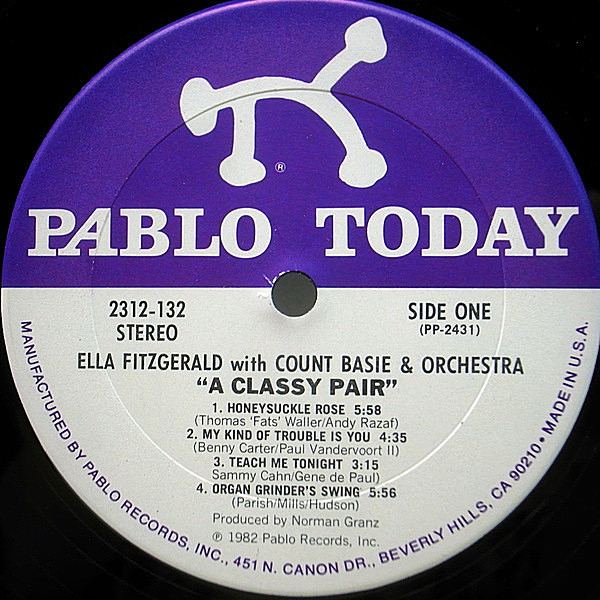 ®
PABLO TODAY
2312-132
STEREO
SIDE ONE
(PP-2431)
ELLA FITZGERALD with COUNT BASIE & ORCHESTRA
“A CLASSY PAIR”
1. HONEYSUCKLE ROSE 5:58
(Thomas ‘Fats’ Waller/Andy Razaf)
2. MY KIND OF TROUBLE IS YOU 4:35
(Benny Carter/Paul Vandervoort II)
3. TEACH ME TONIGHT 3:15
Sammy Cahn/Gene de Paul)
4. ORGAN GRINDER'S SWING 5:56
(Parish/Mills/Hudson)
Produced by Norman Granz
℗ 1982 Pablo Records, Inc.
MANUFACTURED BY PABLO RECORDS, INC., 451 N. CANON DR., BEVERLY HILLS, CA 90210 • MADE IN U.S.A.